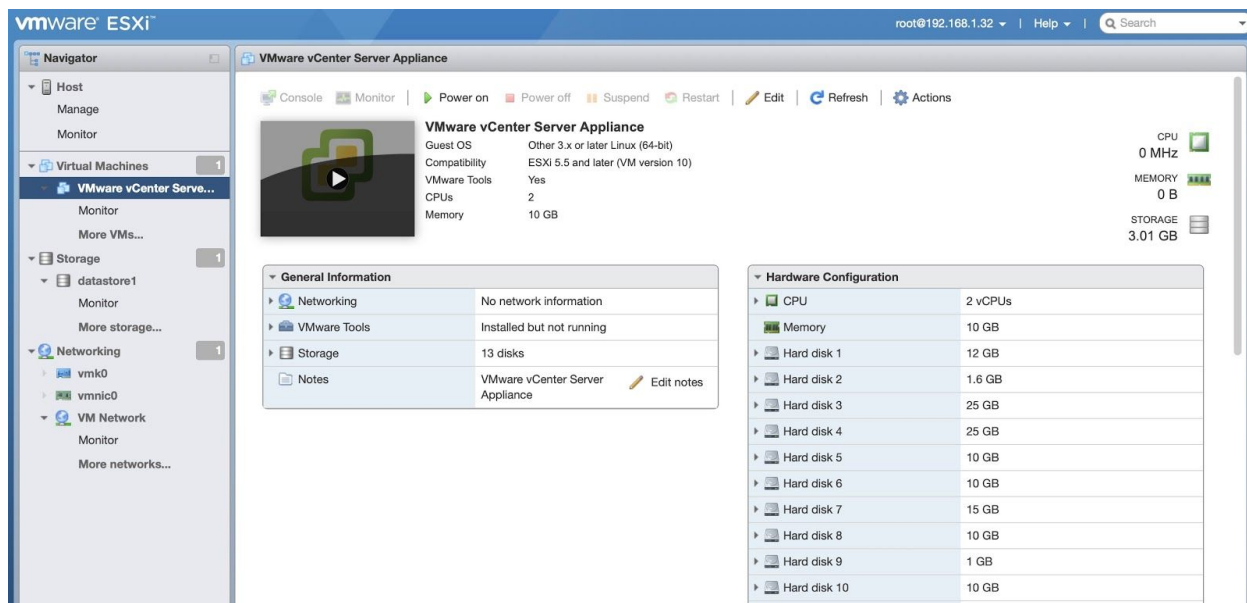 vmware ESXi™
root@192.168.1.32 | Help | Search
Navigator
Host
Manage
Monitor
Virtual Machines 1
VMware vCenter Serve...
Monitor
More VMs...
Storage 1
datastore1
Monitor
More storage...
Networking 1
vmk0
vmnic0
VM Network
Monitor
More networks...
VMware vCenter Server Appliance
Console Monitor | Power on Power off Suspend Restart | Edit | Refresh | Actions
VMware vCenter Server Appliance
Guest OS Other 3.x or later Linux (64-bit)
Compatibility ESXi 5.5 and later (VM version 10)
VMware Tools Yes
CPUs 2
Memory 10 GB
CPU
0 MHz
MEMORY
0 B
STORAGE
3.01 GB
General Information
Networking No network information
VMware Tools Installed but not running
Storage 13 disks
Notes VMware vCenter Server Edit notes
Appliance
Hardware Configuration
CPU 2 vCPUs
Memory 10 GB
Hard disk 1 12 GB
Hard disk 2 1.6 GB
Hard disk 3 25 GB
Hard disk 4 25 GB
Hard disk 5 10 GB
Hard disk 6 10 GB
Hard disk 7 15 GB
Hard disk 8 10 GB
Hard disk 9 1 GB
Hard disk 10 10 GB